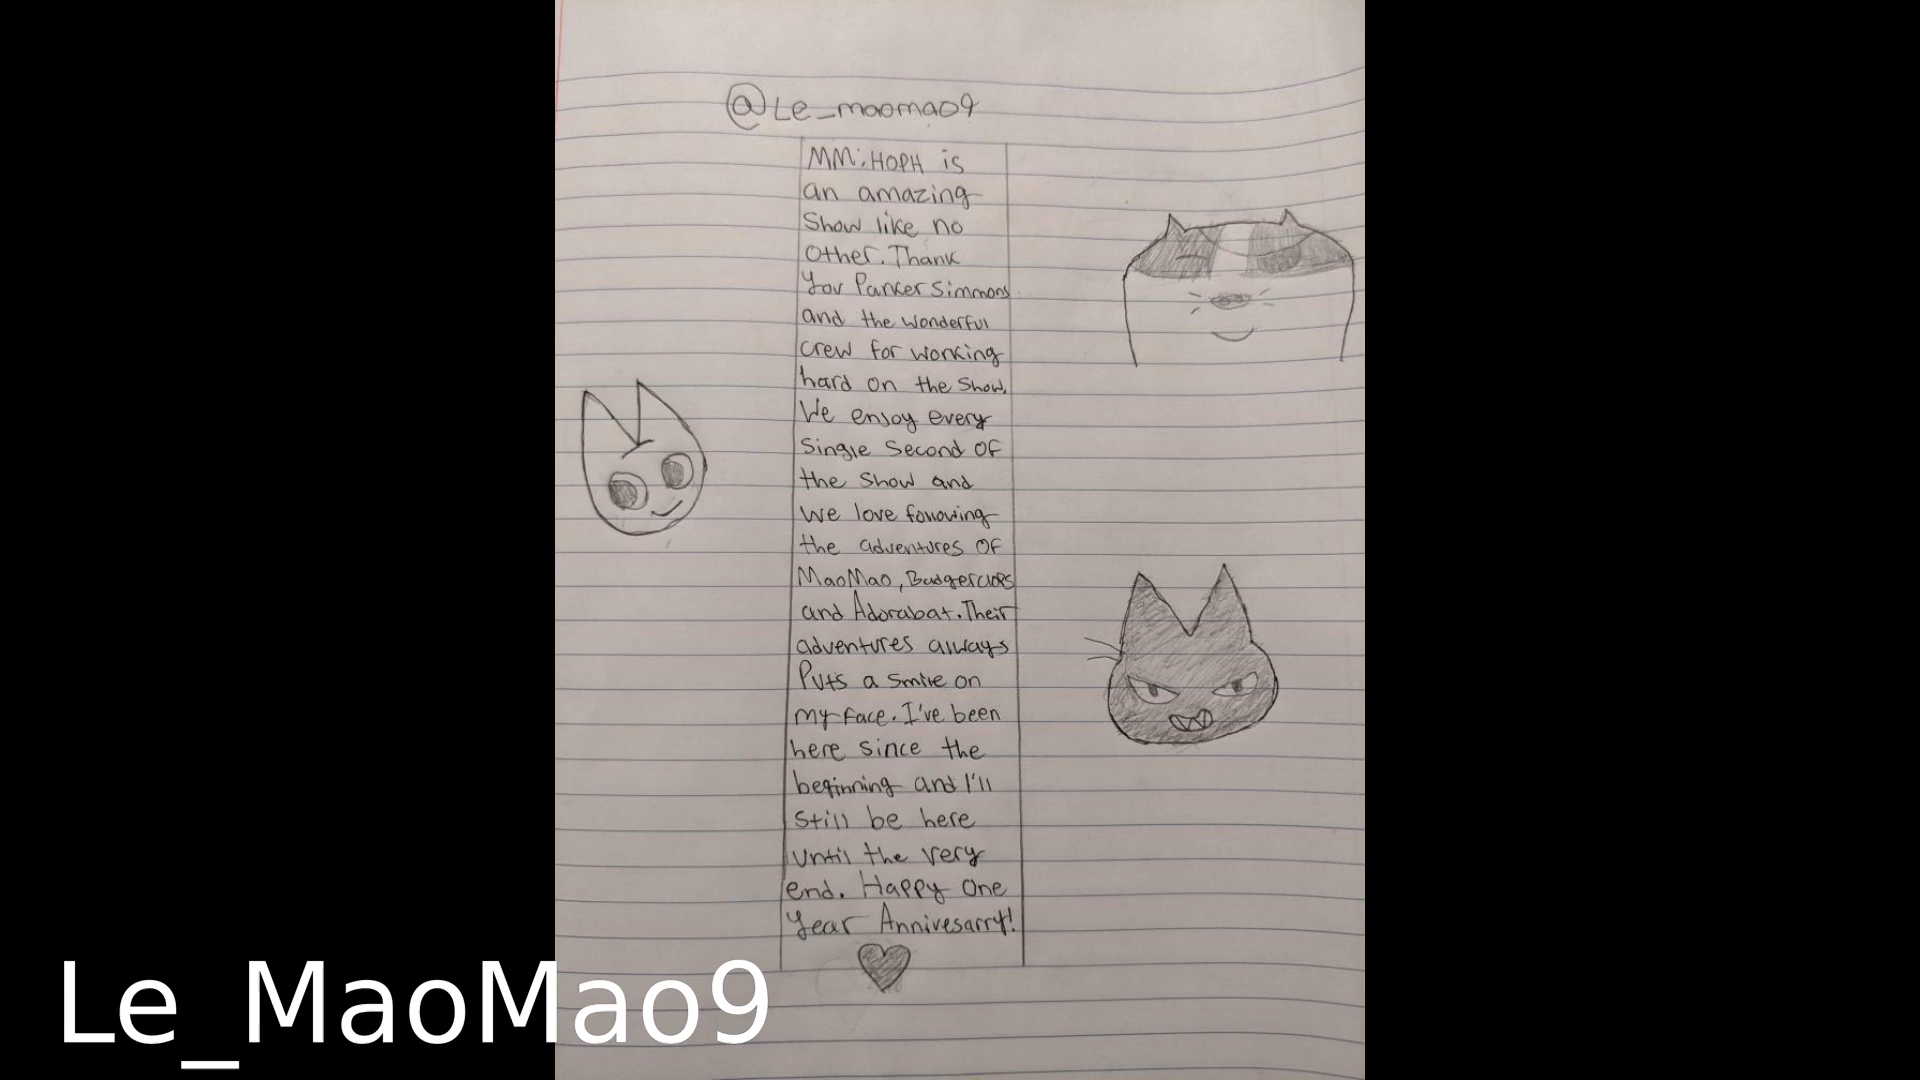 @Le_maomao9
MM:HOPH is
an amazing
Show like no
other. Thank
You Parker Simmons
and the wonderful
crew for working
hard on the show.
We enjoy every
single second of
the show and
we love following
the adventures of
MaoMao, Badgerclops
and Adorabat. Their
adventures always
Puts a smile on
my face. I've been
here since the
beginning and I'll
still be here
until the very
end. Happy One
Year Annivesarry!
Le_MaoMao9